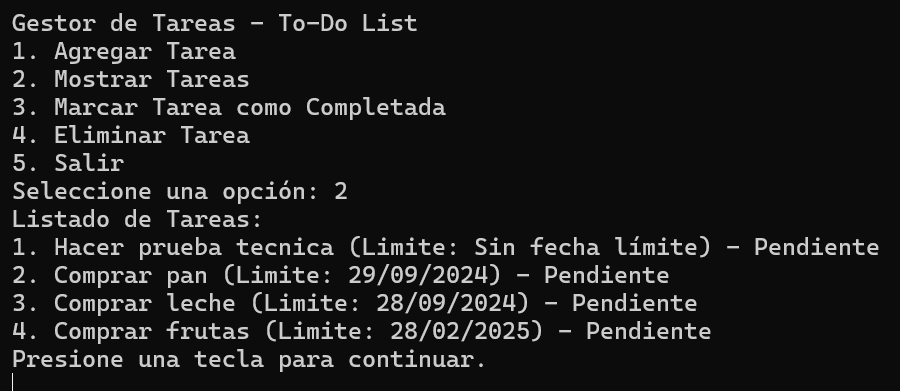 Gestor de Tareas - To-Do List
1. Agregar Tarea
2. Mostrar Tareas
3. Marcar Tarea como Completada
4. Eliminar Tarea
5. Salir
Seleccione una opción: 2
Listado de Tareas:
1. Hacer prueba tecnica (Limite: Sin fecha límite) - Pendiente
2. Comprar pan (Limite: 29/09/2024) - Pendiente
3. Comprar leche (Limite: 28/09/2024) - Pendiente
4. Comprar frutas (Limite: 28/02/2025) - Pendiente
Presione una tecla para continuar.